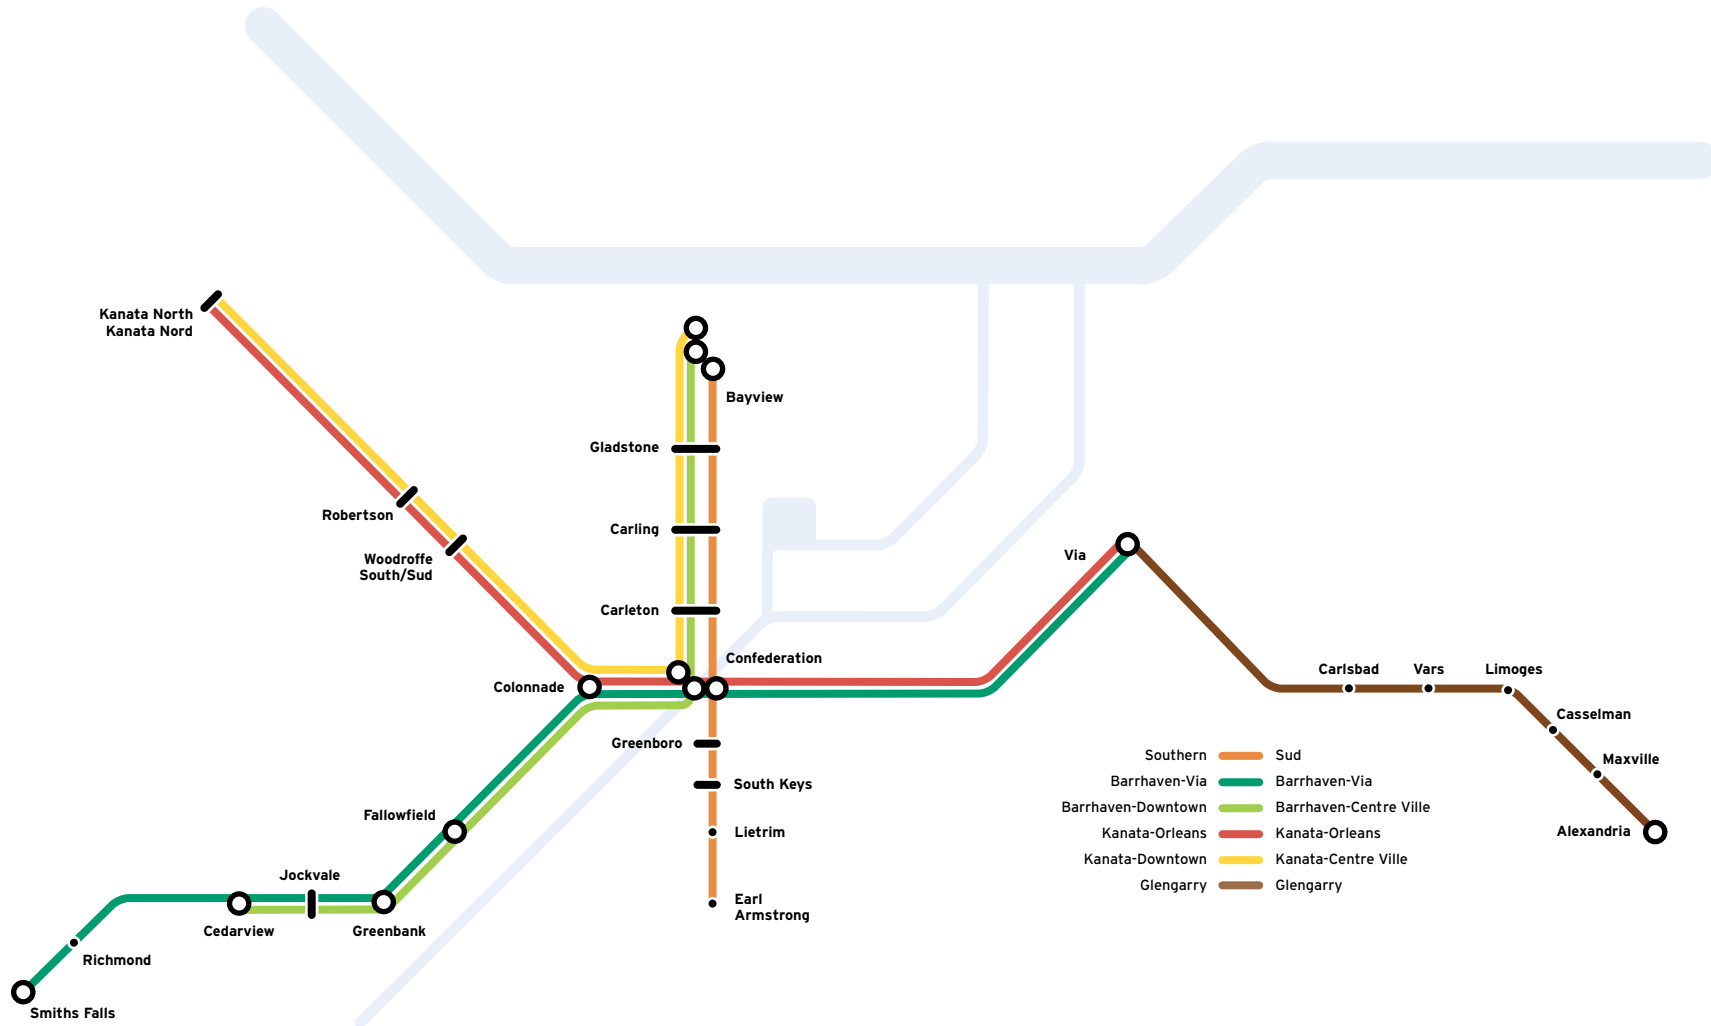 Kanata North
Kanata Nord
Bayview
Gladstone
Robertson
Carling
Woodroffe
South/Sud
Via
Carleton
Confederation
Colonnade
Carlsbad
Vars
Limoges
Casselman
Greenboro
Maxville
South Keys
Fallowfield
Lietrim
Alexandria
Jockvale
Earl
Armstrong
Cedarview
Greenbank
Richmond
Smiths Falls
Southern Sud
Barrhaven-Via Barrhaven-Via
Barrhaven-Downtown Barrhaven-Centre Ville
Kanata-Orleans Kanata-Orleans
Kanata-Downtown Kanata-Centre Ville
Glengarry Glengarry